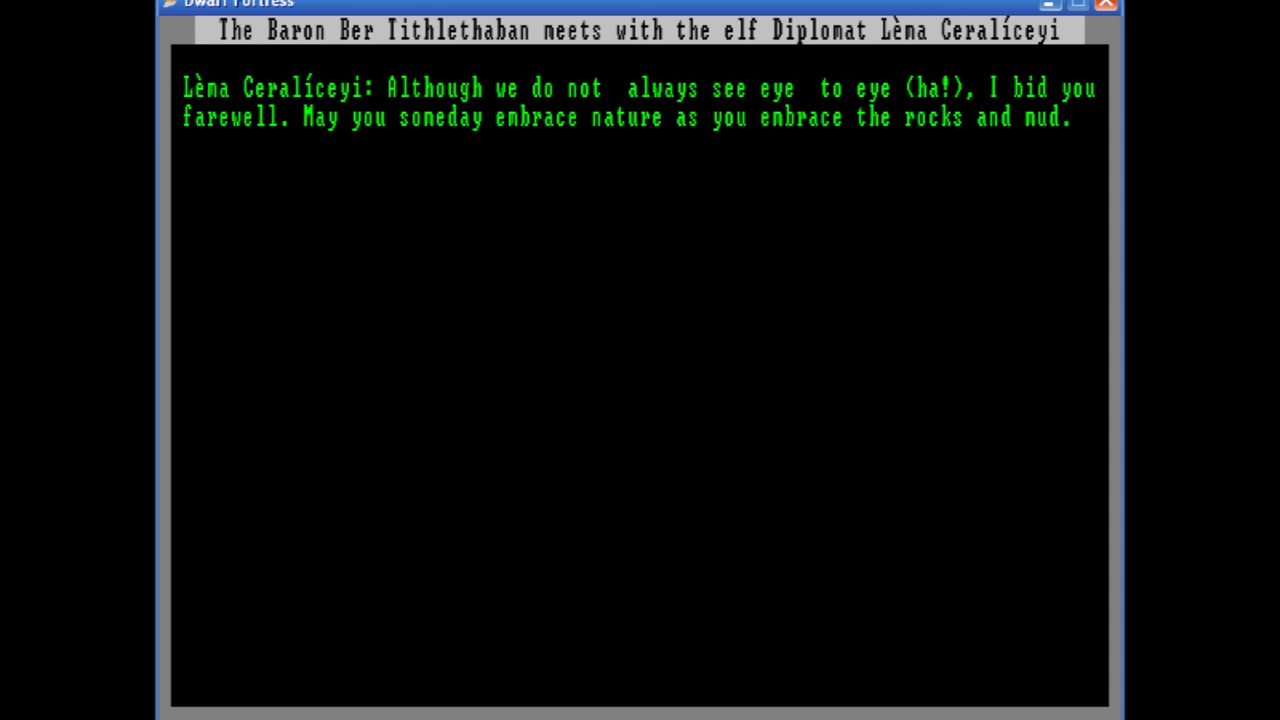 Dwarf Fortress
The Baron Ber Iithlethaban meets with the elf Diplomat Lèma Ceralíceyi
Lèma Ceralíceyi: Although we do not  always see eye  to eye (ha!), I bid you
farewell. May you someday embrace nature as you embrace the rocks and mud.